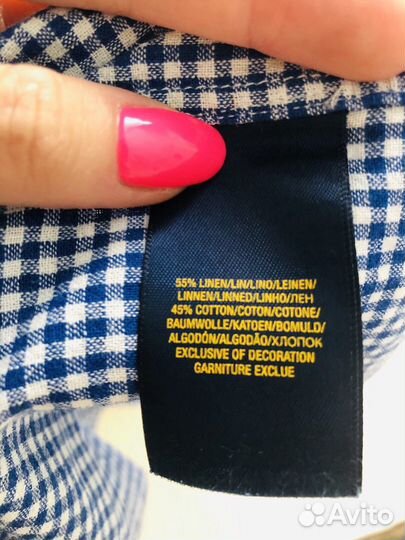 55% LINEN/LIN/LINO/LEINEN/
LINNEN/LINNED/LINHO/ЛЕН
45% COTTON/COTON/COTONE/
BAUMWOLLE/KATOEN/BOMULD/
ALGODÓN/ALGODÃO/ХЛОПОК
EXCLUSIVE OF DECORATION
GARNITURE EXCLUE
Avito